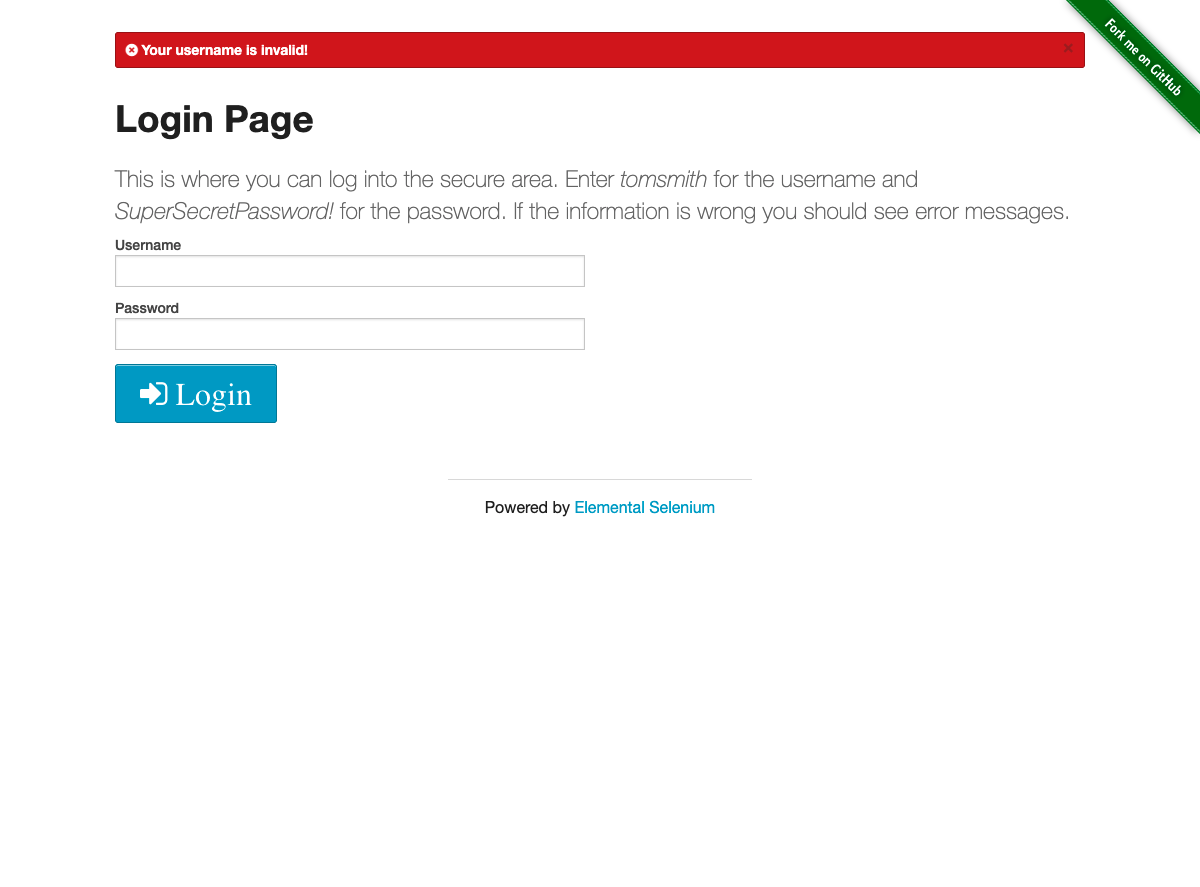 Your username is invalid!
×
Fork me on GitHub
Login Page
This is where you can log into the secure area. Enter tomsmith for the username and
SuperSecretPassword! for the password. If the information is wrong you should see error messages.
Username
Password
Login
Powered by Elemental Selenium